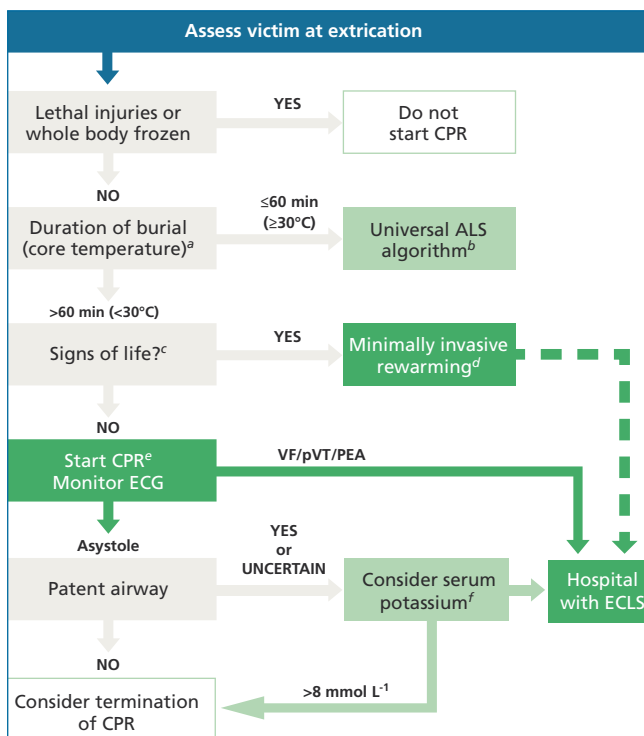 Assess victim at extrication
Lethal injuries or
whole body frozen
YES
Do not
start CPR
NO
Duration of burial
(core temperature)a
≤60 min
(≥30°C)
Universal ALS
algorithmb
>60 min (<30°C)
Signs of life?c
YES
Minimally invasive
rewarmingd
NO
Start CPRe
Monitor ECG
VF/pVT/PEA
Asystole
Patent airway
YES
or
UNCERTAIN
Consider serum
potassiumf
Hospital
with ECLS
NO
>8 mmol L-1
Consider termination
of CPR